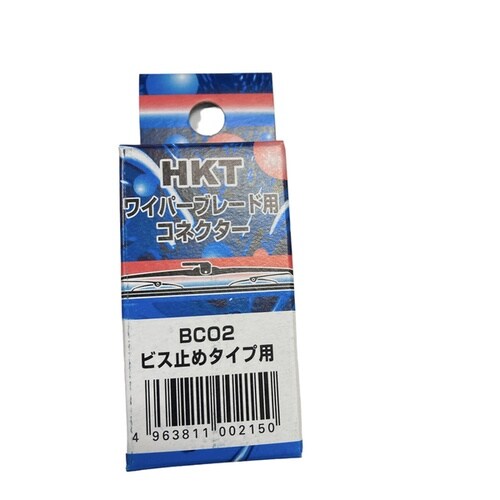 HKT
ワイパーブレード用
コネクター
BC02
ビス止めタイプ用
4 963811 002150